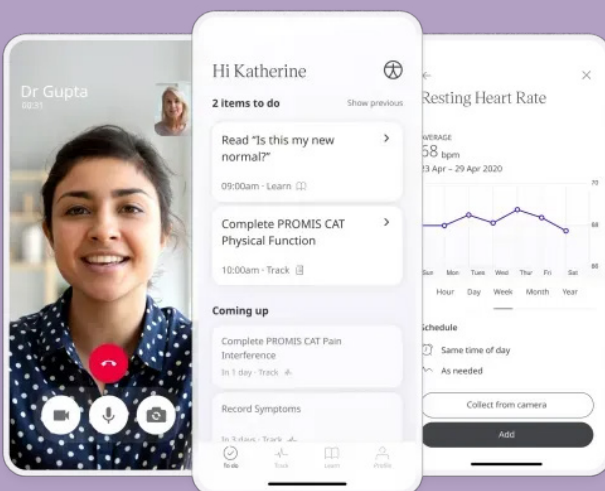 Dr Gupta
00:31
Hi Katherine
2 items to do
Show previous
Read “Is this my new
normal?”
09:00am · Learn
Complete PROMIS CAT
Physical Function
10:00am · Track
Coming up
Complete PROMIS CAT Pain
Interference
In 1 day · Track
Record Symptoms
In 3 days · Track
To do
Track
Learn
Profile
Resting Heart Rate
AVERAGE
68 bpm
23 Apr – 29 Apr 2020
70
68
66
Sun Mon Tues Wed Thur Fri Sat
Hour Day Week Month Year
Schedule
Same time of day
As needed
Collect from camera
Add